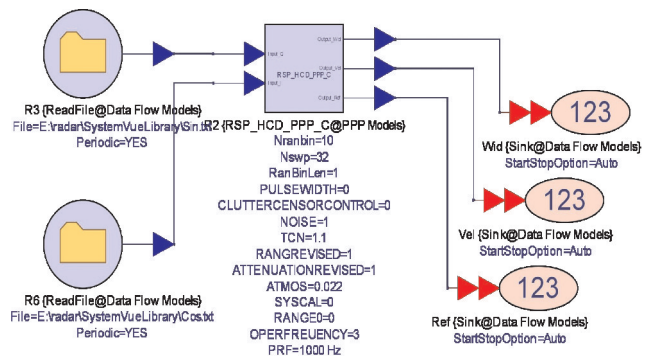 R3 {ReadFile@Data Flow Models}
File=E:\radar\SystemVueLibrary\Sin.txt
Periodic=YES
Input_Q
Input_I
RSP_HCD_PPP_C
Output_Wid
Output_Vel
Output_Ref
R2 {RSP_HCD_PPP_C@PPP Models}
Nranbin=10
Nswp=32
RanBinLen=1
PULSEWIDTH=0
CLUTTERCENSORCONTROL=0
NOISE=1
TCN=1.1
RANGREVISED=1
ATTENUATIONREVISED=1
ATMOS=0.022
SYSCAL=0
RANGE0=0
OPERFREUENCY=3
PRF=1000 Hz
R6 {ReadFile@Data Flow Models}
File=E:\radar\SystemVueLibrary\Cos.txt
Periodic=YES
123
Wid {Sink@Data Flow Models}
StartStopOption=Auto
123
Vel {Sink@Data Flow Models}
StartStopOption=Auto
123
Ref {Sink@Data Flow Models}
StartStopOption=Auto